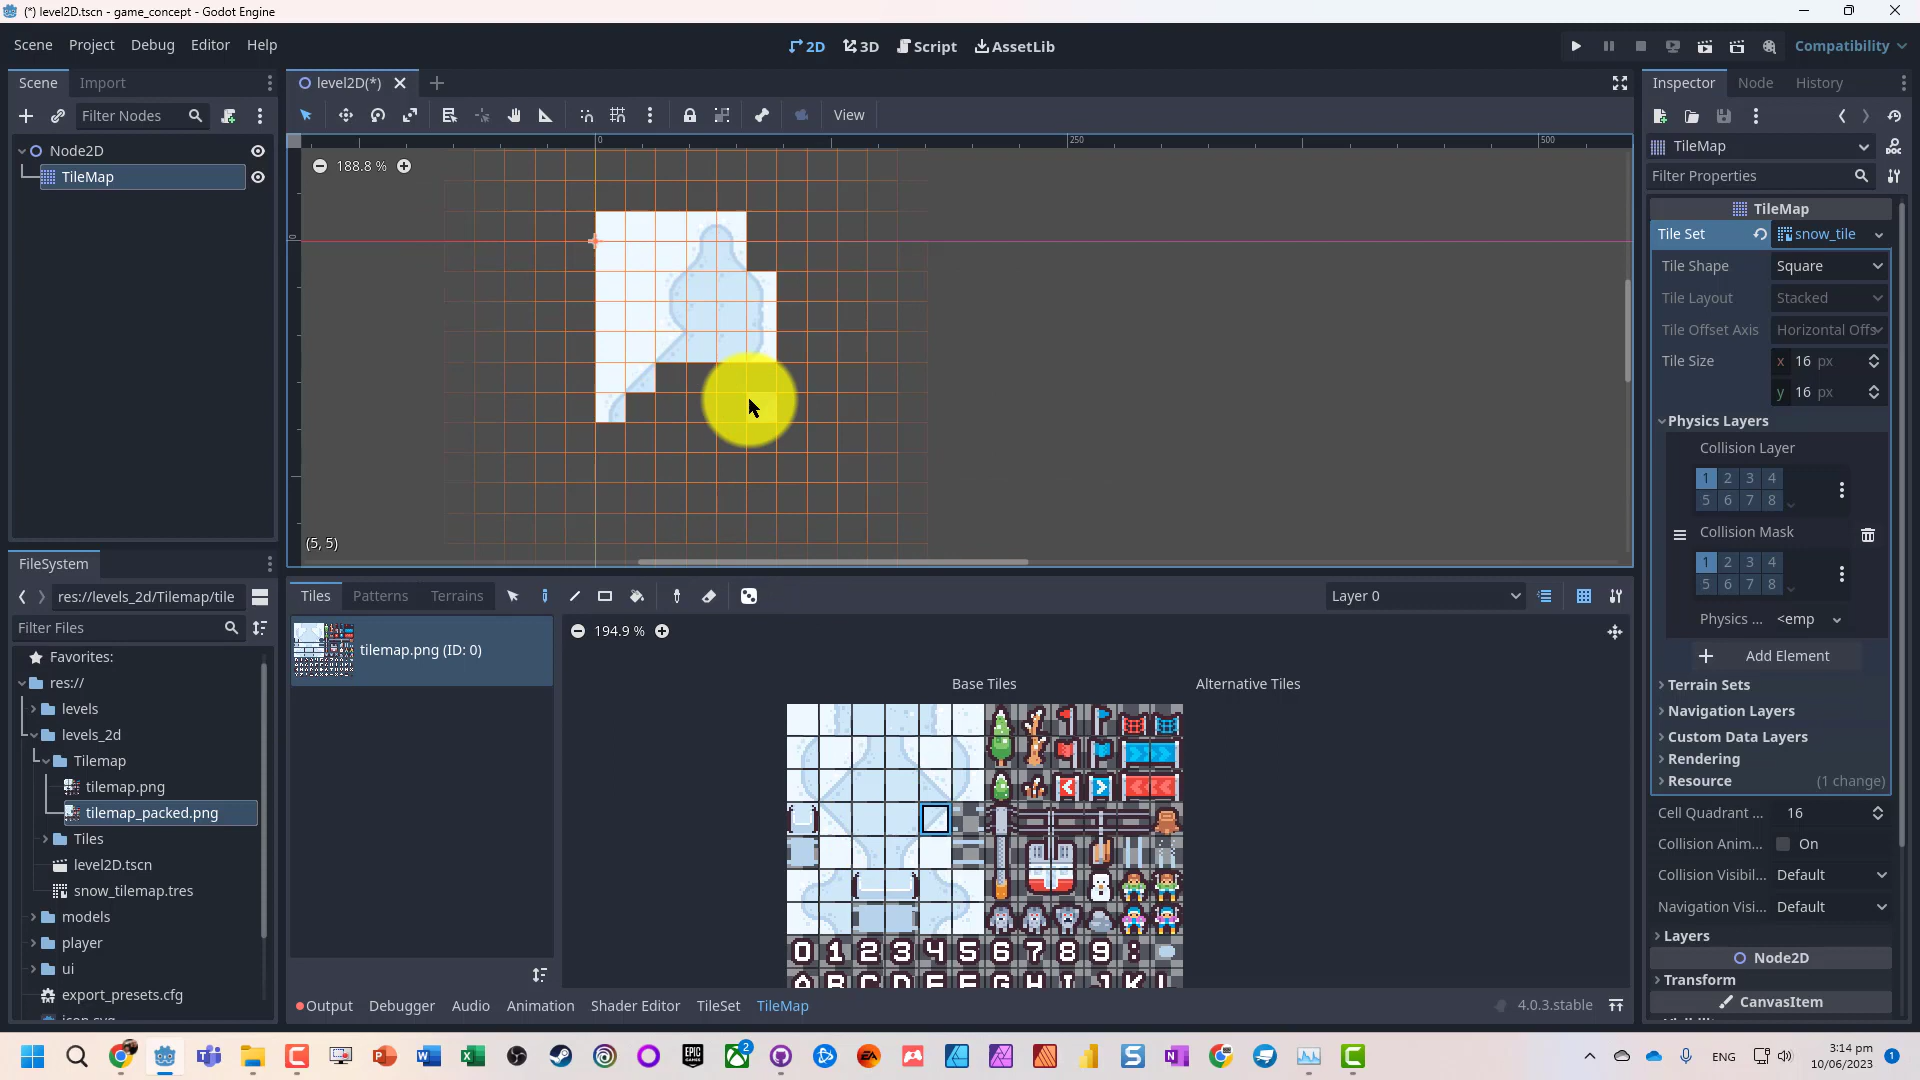 (*) level2D.tscn - game_concept - Godot Engine
Scene Project Debug Editor Help
2D 3D Script AssetLib
Compatibility
Scene Import
level2D(*)
Inspector Node History
Filter Nodes
View
Node2D
TileMap
0 250 500
188.8 %
0
(5, 5)
TileMap
Filter Properties
TileMap
Tile Set snow_tile
Tile Shape Square
Tile Layout Stacked
Tile Offset Axis Horizontal Offs
Tile Size x 16 px
y 16 px
Physics Layers
Collision Layer
1 2 3 4
5 6 7 8
Collision Mask
1 2 3 4
5 6 7 8
Physics ... <emp
Add Element
Terrain Sets
Navigation Layers
Custom Data Layers
Rendering
Resource (1 change)
Cell Quadrant ... 16
Collision Anim... On
Collision Visibil... Default
Navigation Visi... Default
Layers
Node2D
Transform
CanvasItem
FileSystem
res://levels_2d/Tilemap/tile
Filter Files
Favorites:
res://
levels
levels_2d
Tilemap
tilemap.png
tilemap_packed.png
Tiles
level2D.tscn
snow_tilemap.tres
models
player
ui
export_presets.cfg
Tiles Patterns Terrains
Layer 0
tilemap.png (ID: 0)
194.9 %
Base Tiles Alternative Tiles
0 1 2 3 4 5 6 7 8 9 :
A B C D E F G H I J K L
Output Debugger Audio Animation Shader Editor TileSet TileMap
4.0.3.stable
2
ENG
3:14 pm
10/06/2023
1